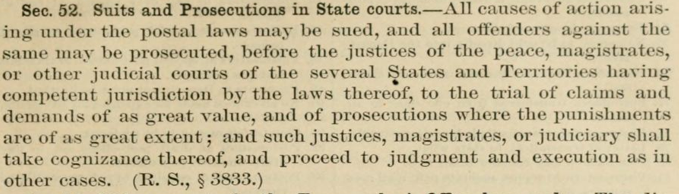 Sec. 52. Suits and Prosecutions in State courts.—All causes of action aris-
ing under the postal laws may be sued, and all offenders against the
same may be prosecuted, before the justices of the peace, magistrates,
or other judicial courts of the several States and Territories having
competent jurisdiction by the laws thereof, to the trial of claims and
demands of as great value, and of prosecutions where the punishments
are of as great extent; and such justices, magistrates, or judiciary shall
take cognizance thereof, and proceed to judgment and execution as in
other cases. (R. S., § 3833.)